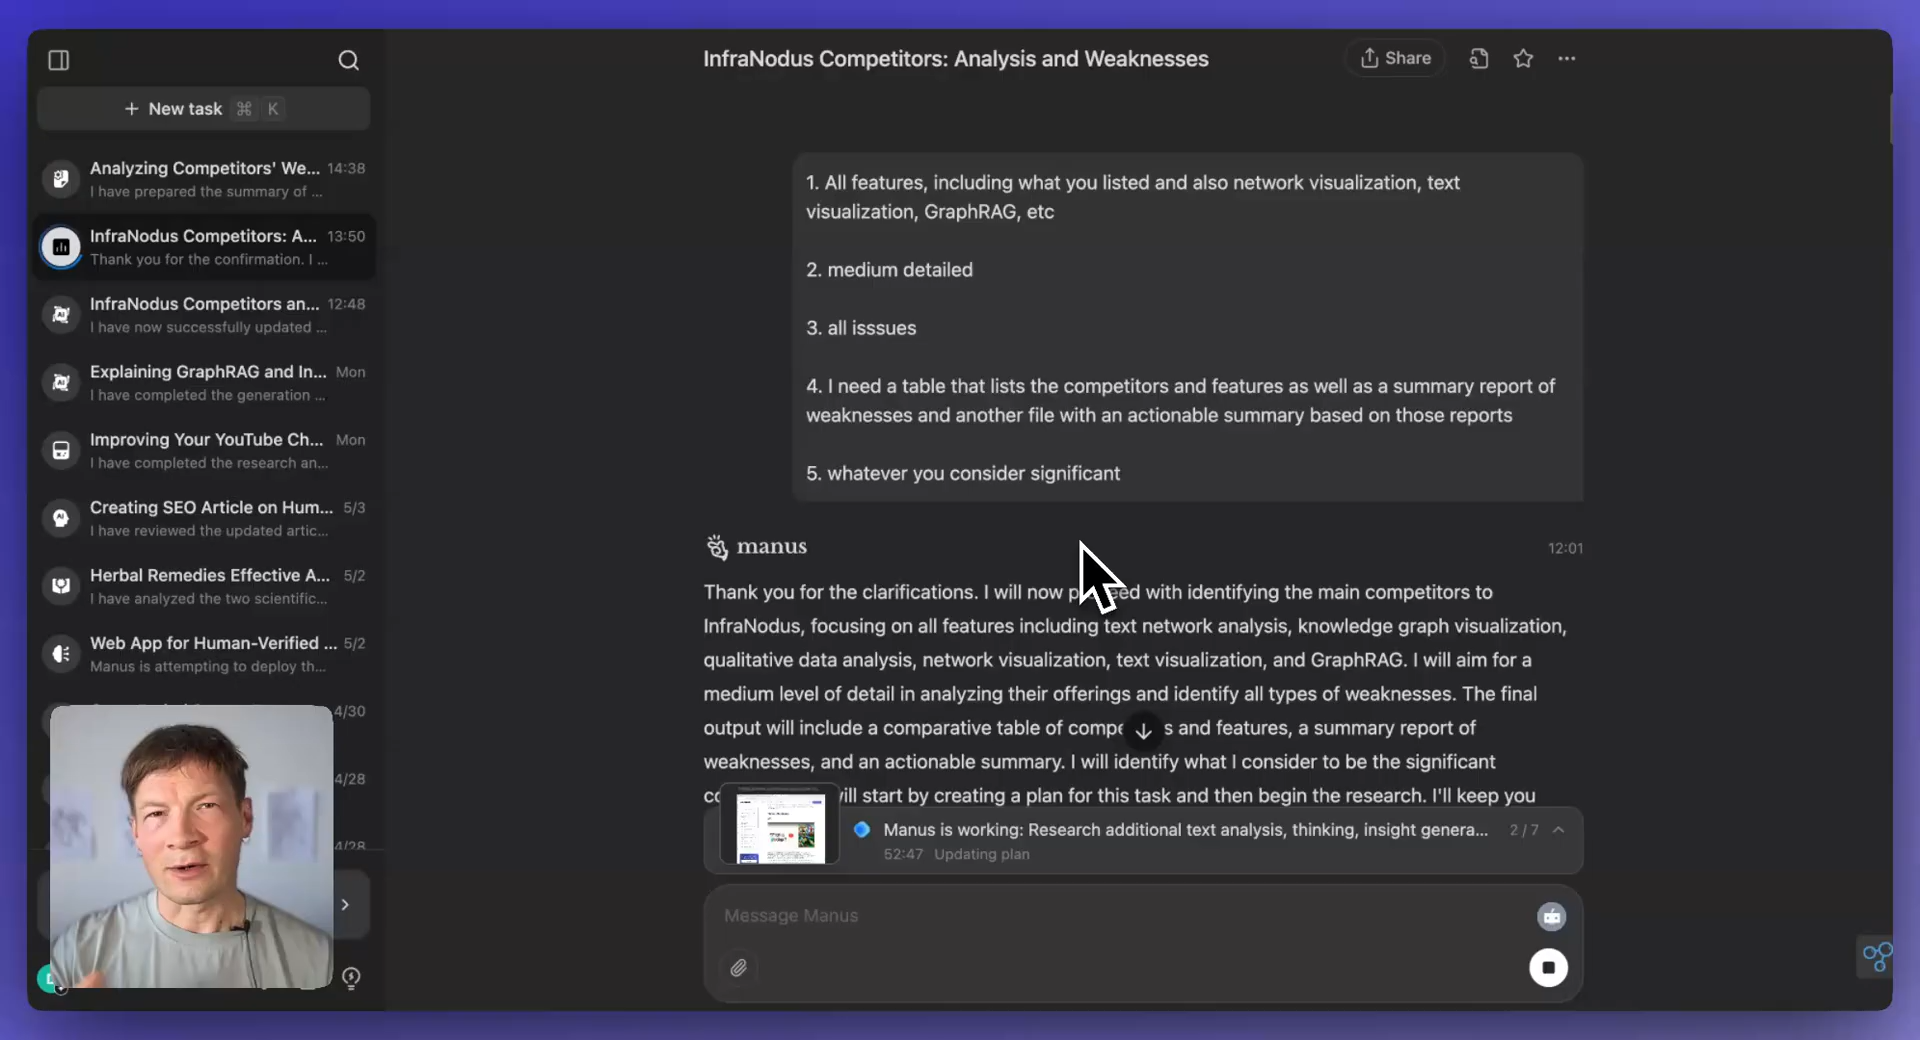 InfraNodus Competitors: Analysis and Weaknesses
Share
+ New task ⌘ K
Analyzing Competitors' We... 14:38
I have prepared the summary of ...
InfraNodus Competitors: A... 13:50
Thank you for the confirmation. I ...
InfraNodus Competitors an... 12:48
I have now successfully updated ...
Explaining GraphRAG and In... Mon
I have completed the generation ...
Improving Your YouTube Ch... Mon
I have completed the research an...
Creating SEO Article on Hum... 5/3
I have reviewed the updated artic...
Herbal Remedies Effective A... 5/2
I have analyzed the two scientific...
Web App for Human-Verified ... 5/2
Manus is attempting to deploy th...
4/30
4/28
4/28
1. All features, including what you listed and also network visualization, text
visualization, GraphRAG, etc
2. medium detailed
3. all isssues
4. I need a table that lists the competitors and features as well as a summary report of
weaknesses and another file with an actionable summary based on those reports
5. whatever you consider significant
manus 12:01
Thank you for the clarifications. I will now with identifying the main competitors to
InfraNodus, focusing on all features including text network analysis, knowledge graph visualization,
qualitative data analysis, network visualization, text visualization, and GraphRAG. I will aim for a
medium level of detail in analyzing their offerings and identify all types of weaknesses. The final
output will include a comparative table of and features, a summary report of
weaknesses, and an actionable summary. I will identify what I consider to be the significant
will start by creating a plan for this task and then begin the research. I'll keep you
Manus is working: Research additional text analysis, thinking, insight genera... 2 / 7
52:47 Updating plan
Message Manus